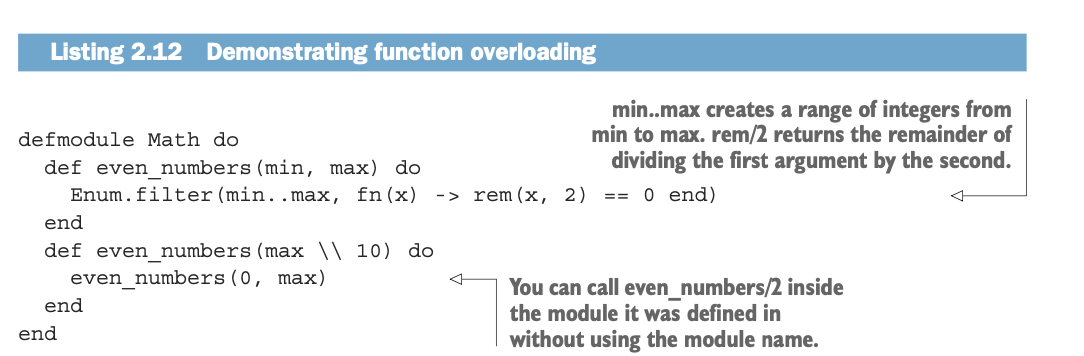 Listing 2.12 Demonstrating function overloading
min..max creates a range of integers from
min to max. rem/2 returns the remainder of
dividing the first argument by the second.
defmodule Math do
  def even_numbers(min, max) do
    Enum.filter(min..max, fn(x) -> rem(x, 2) == 0 end)
  end
  def even_numbers(max \\ 10) do
    even_numbers(0, max)
  end
end
You can call even_numbers/2 inside
the module it was defined in
without using the module name.